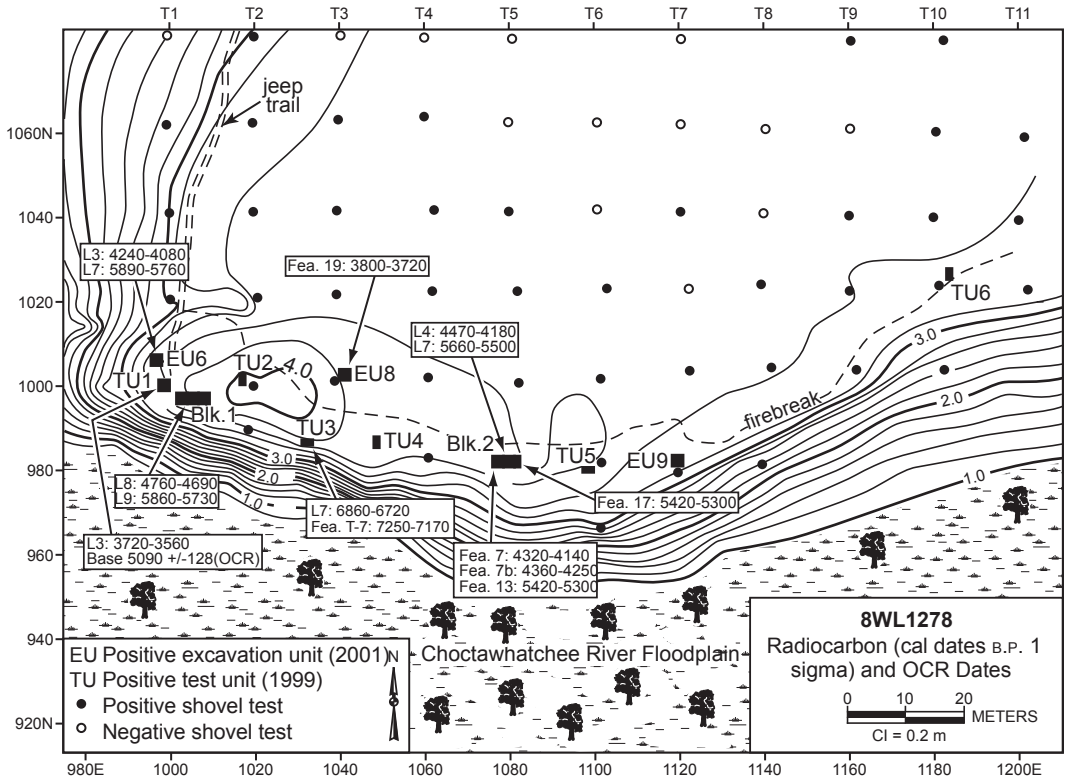 T1 T2 T3 T4 T5 T6 T7 T8 T9 T10 T11
jeep
trail
1060N
1040
L3: 4240-4080
L7: 5890-5760
Fea. 19: 3800-3720
1020
TU6
L4: 4470-4180
L7: 5660-5500
3.0
EU6
TU2
4.0
EU8
TU1
1000
2.0
Blk.1
firebreak
TU3
TU4
Blk.2
TU5
EU9
3.0
980
2.0
1.0
1.0
L8: 4760-4690
L9: 5860-5730
Fea. 17: 5420-5300
L7: 6860-6720
Fea. T-7: 7250-7170
L3: 3720-3560
Base 5090 +/-128(OCR)
960
Fea. 7: 4320-4140
Fea. 7b: 4360-4250
Fea. 13: 5420-5300
940
8WL1278
Radiocarbon (cal dates B.P. 1
sigma) and OCR Dates
0 10 20
METERS
CI = 0.2 m
Choctawhatchee River Floodplain
EU Positive excavation unit (2001)
N
TU Positive test unit (1999)
Positive shovel test
Negative shovel test
920N
980E 1000 1020 1040 1060 1080 1100 1120 1140 1160 1180 1200E